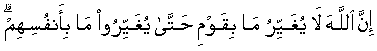 إِنَّ ٱللَّهَ لَا يُغَيِّرُ مَا بِقَوْمٍ حَتَّىٰ يُغَيِّرُوا۟ مَا بِأَنفُسِهِمْ ۗ